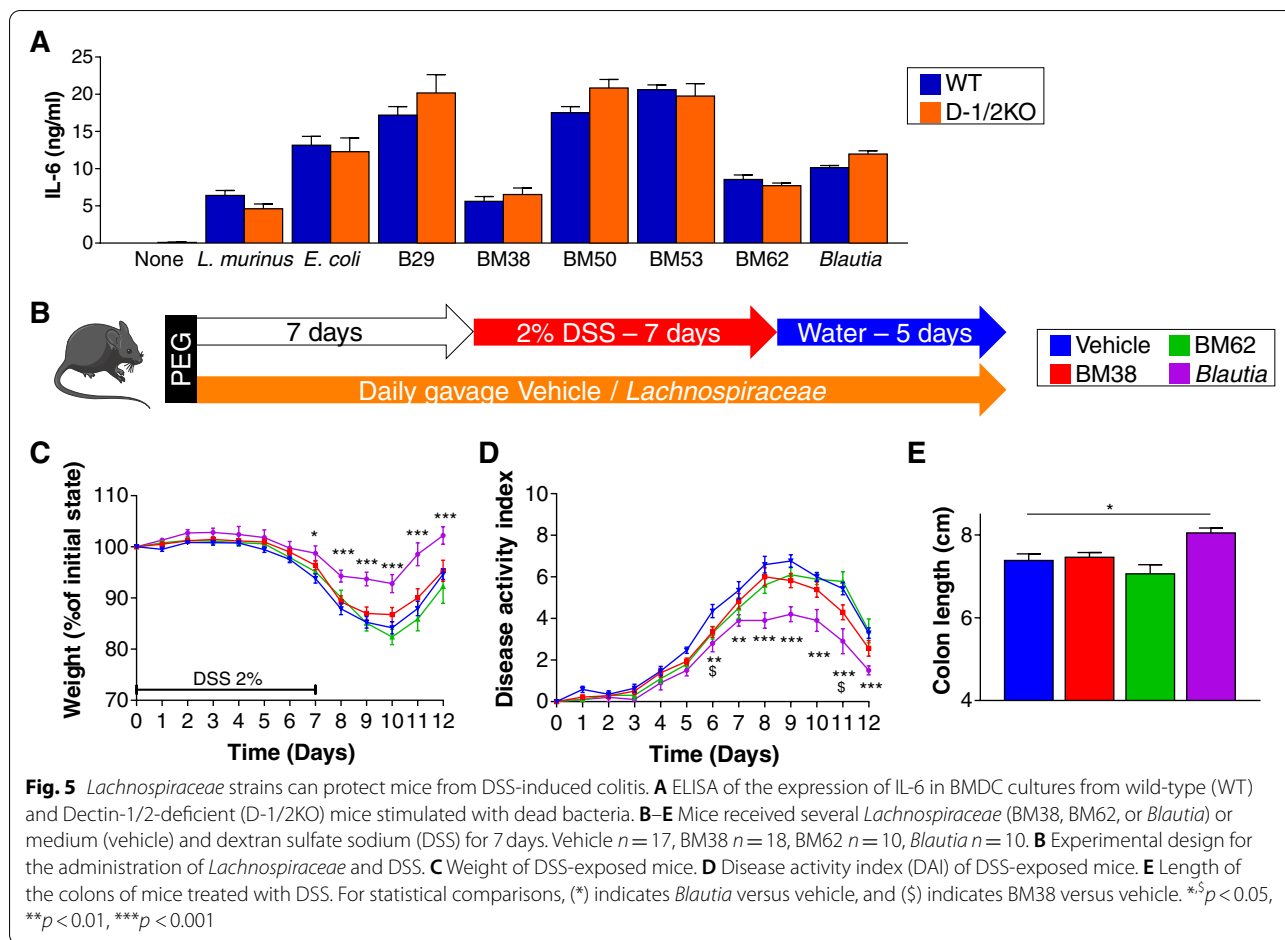 A
25
20
15
10
5
0
IL-6 (ng/ml)
None L. murinus E. coli B29 BM38 BM50 BM53 BM62 Blautia
WT
D-1/2KO
B
PEG
7 days
2% DSS – 7 days
Water – 5 days
Daily gavage Vehicle / Lachnospiraceae
Vehicle
BM62
BM38
Blautia
C
110
100
90
80
70
Weight (%of initial state)
* *** *** *** *** ***
DSS 2%
0 1 2 3 4 5 6 7 8 9 10 11 12
Time (Days)
D
10
8
6
4
2
0
Disease activity index
** ** *** *** *** *** ***
$ $
0 1 2 3 4 5 6 7 8 9 10 11 12
Time (Days)
E
*
8
6
4
Colon length (cm)
Fig. 5 Lachnospiraceae strains can protect mice from DSS-induced colitis. A ELISA of the expression of IL-6 in BMDC cultures from wild-type (WT)
and Dectin-1/2-deficient (D-1/2KO) mice stimulated with dead bacteria. B–E Mice received several Lachnospiraceae (BM38, BM62, or Blautia) or
medium (vehicle) and dextran sulfate sodium (DSS) for 7 days. Vehicle n = 17, BM38 n = 18, BM62 n = 10, Blautia n = 10. B Experimental design for
the administration of Lachnospiraceae and DSS. C Weight of DSS-exposed mice. D Disease activity index (DAI) of DSS-exposed mice. E Length of
the colons of mice treated with DSS. For statistical comparisons, (*) indicates Blautia versus vehicle, and ($) indicates BM38 versus vehicle. *,$p < 0.05,
**p < 0.01, ***p < 0.001